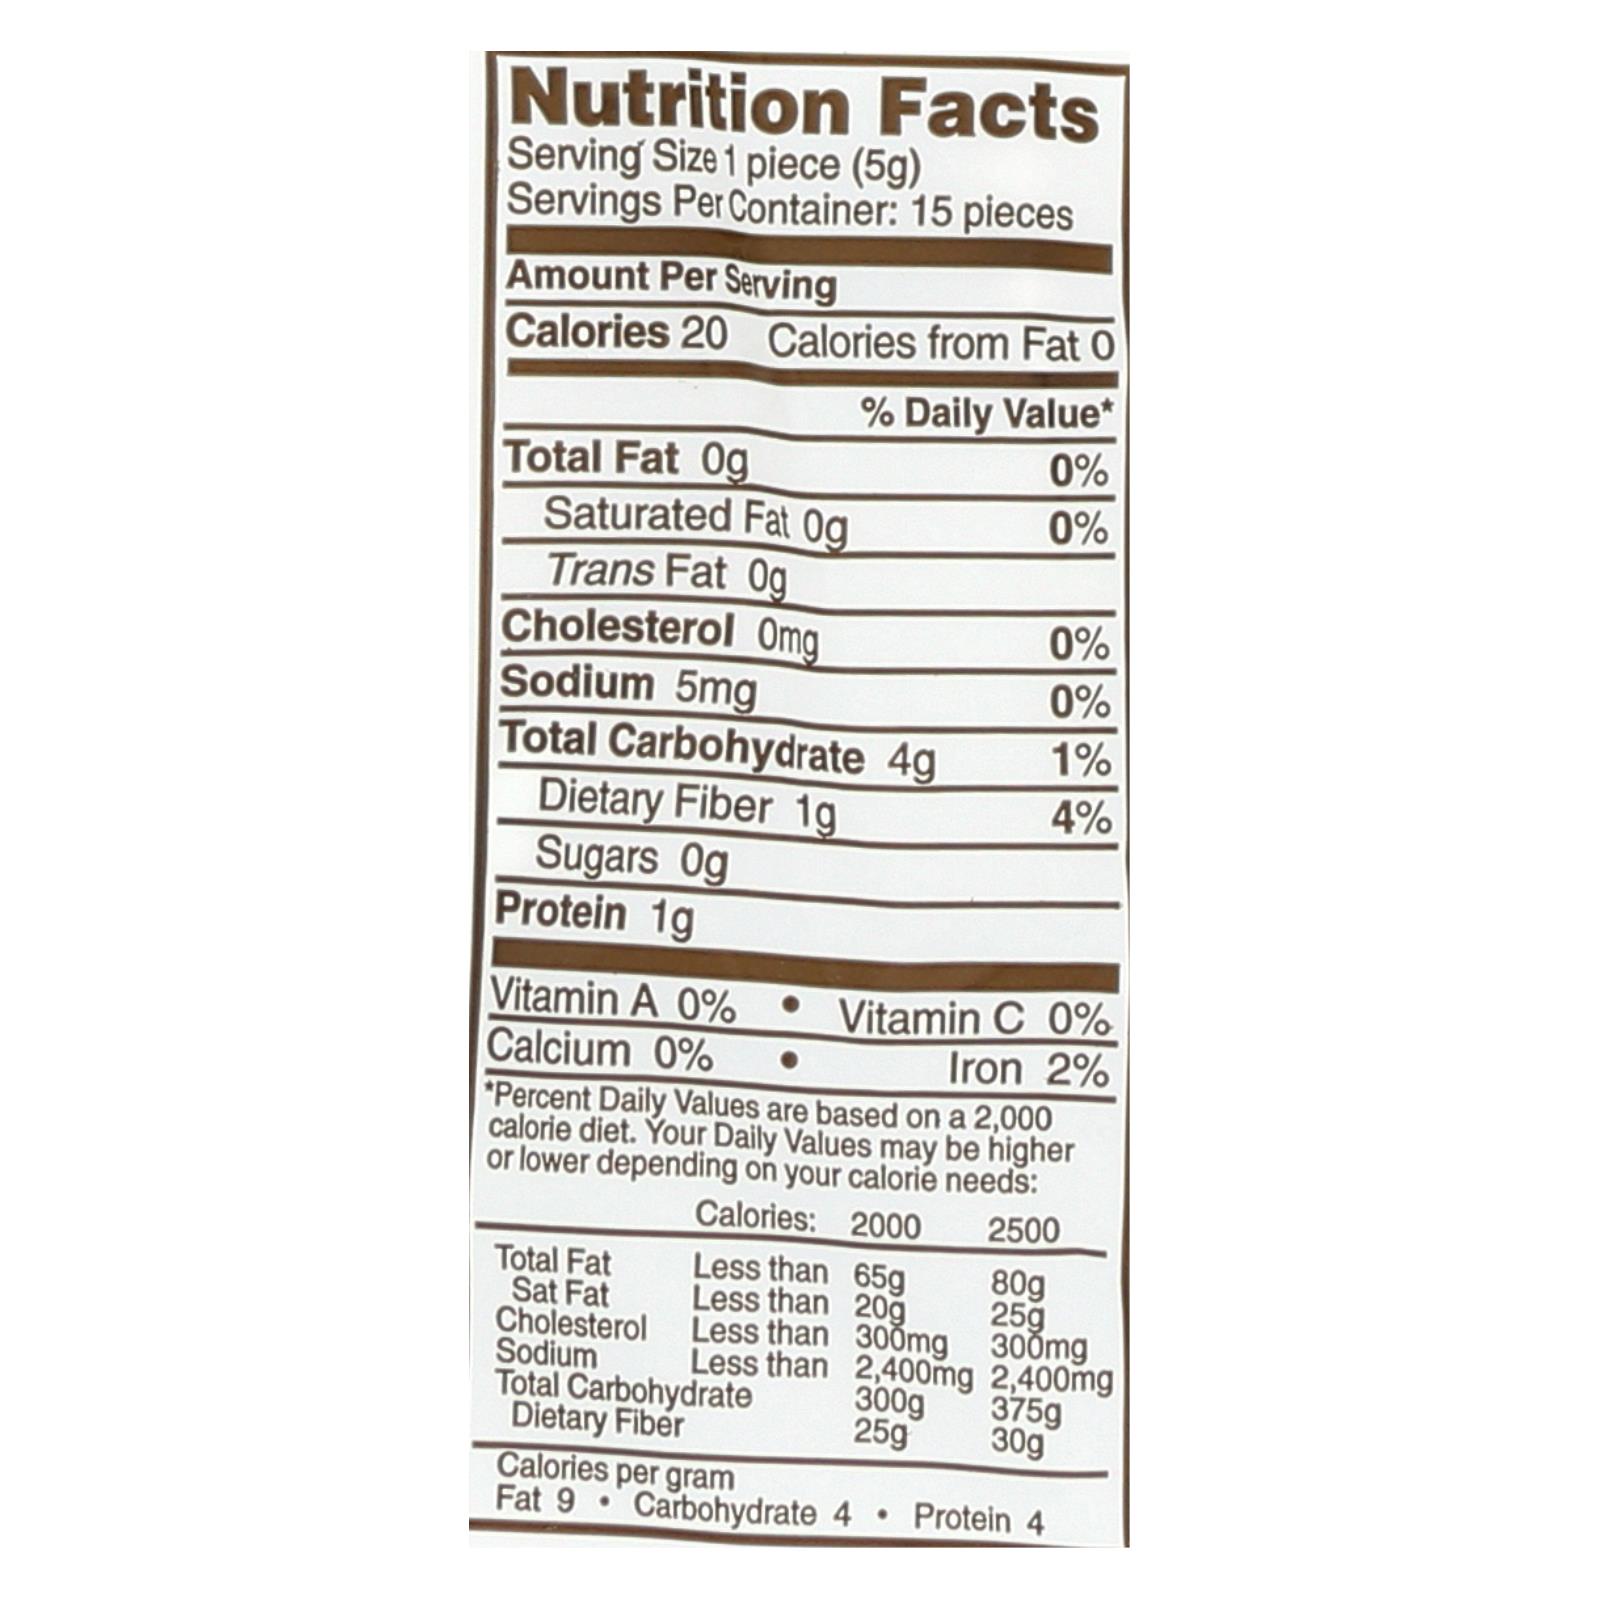 Nutrition Facts
Serving Size 1 piece (5g)
Servings Per Container: 15 pieces
Amount Per Serving
Calories 20 Calories from Fat 0
% Daily Value*
Total Fat 0g 0%
Saturated Fat 0g 0%
Trans Fat 0g
Cholesterol 0mg 0%
Sodium 5mg 0%
Total Carbohydrate 4g 1%
Dietary Fiber 1g 4%
Sugars 0g
Protein 1g
Vitamin A 0% • Vitamin C 0%
Calcium 0% • Iron 2%
*Percent Daily Values are based on a 2,000
calorie diet. Your Daily Values may be higher
or lower depending on your calorie needs:
Calories: 2000 2500
Total Fat Less than 65g 80g
Sat Fat Less than 20g 25g
Cholesterol Less than 300mg 300mg
Sodium Less than 2,400mg 2,400mg
Total Carbohydrate 300g 375g
Dietary Fiber 25g 30g
Calories per gram
Fat 9 • Carbohydrate 4 • Protein 4